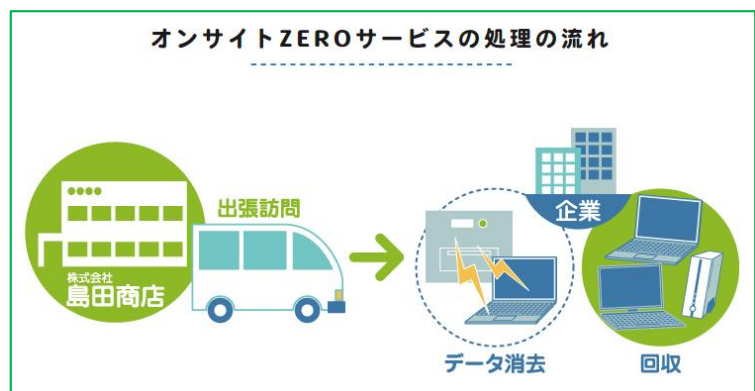 オンサイトZEROサービスの処理の流れ
出張訪問
株式会社
島田商店
企業
データ消去
回収